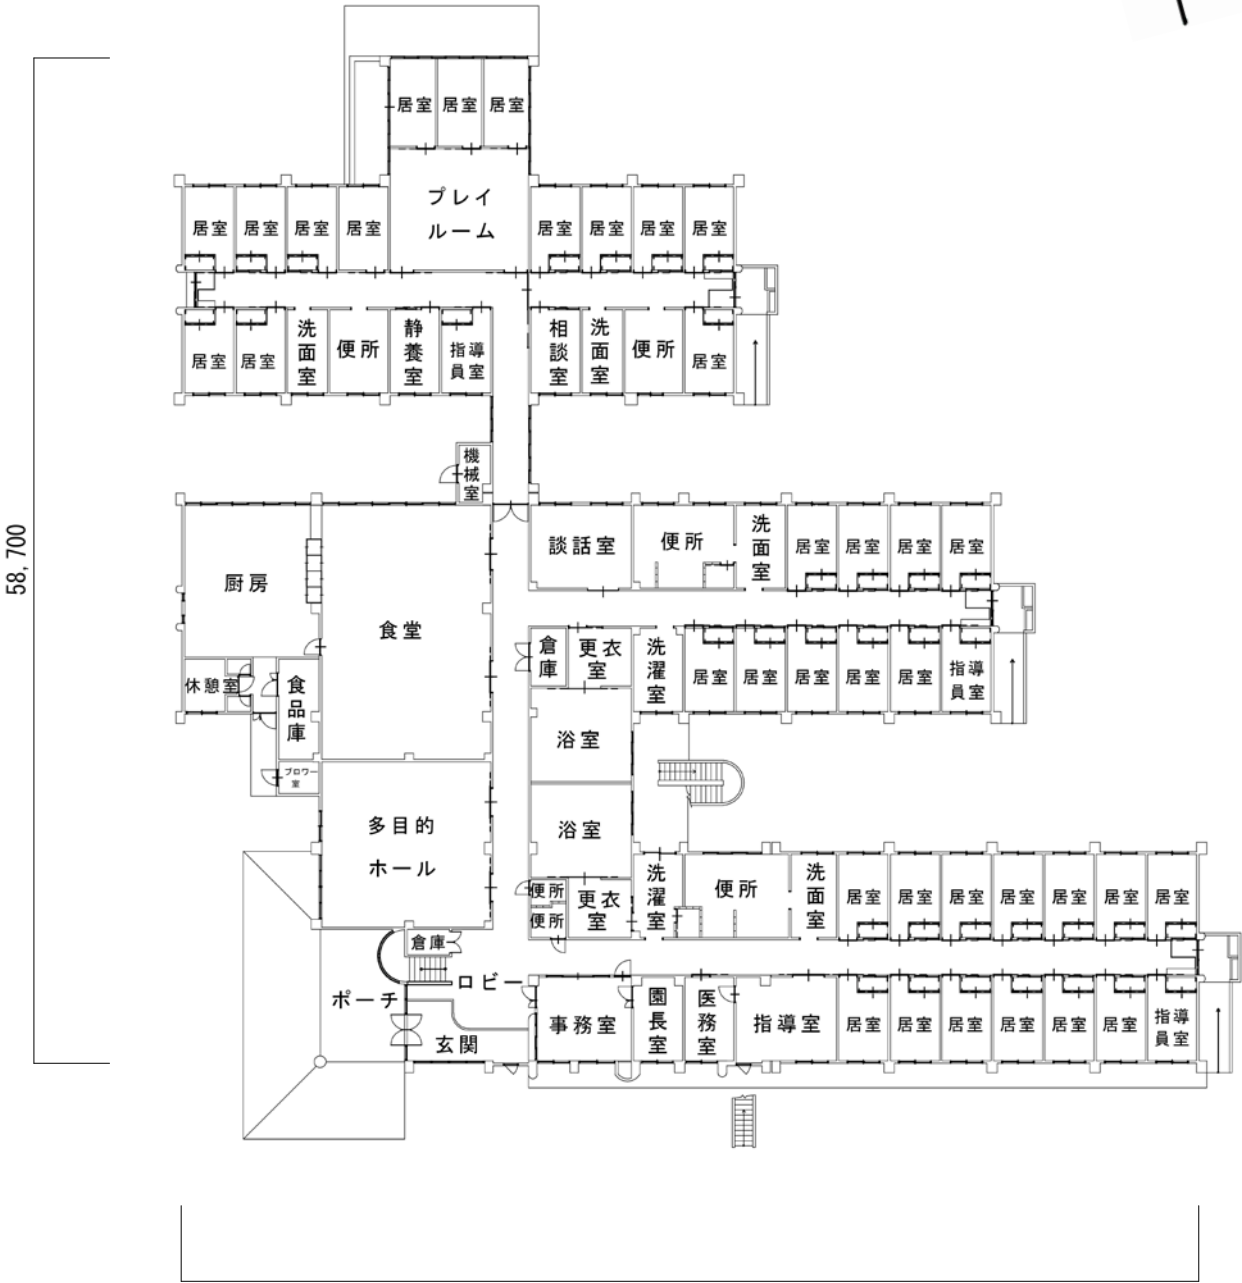 居室 居室 居室
プレイ
ルーム
居室 居室 居室 居室
居室 居室 居室 居室
居室 居室
洗面室
便所
静養室
指導員室
相談室
洗面室
便所
居室
機械室
58,700
厨房
食堂
談話室
便所
洗面室
居室 居室 居室 居室
休憩室
食品庫
ブロワー室
倉庫
更衣室
洗濯室
居室 居室 居室 居室 居室
指導員室
浴室
浴室
多目的
ホール
便所
便所
更衣室
洗濯室
便所
洗面室
居室 居室 居室 居室 居室 居室 居室
倉庫
ロビー
ポーチ
玄関
事務室
園長室
医務室
指導室
居室 居室 居室 居室 居室 居室
指導員室